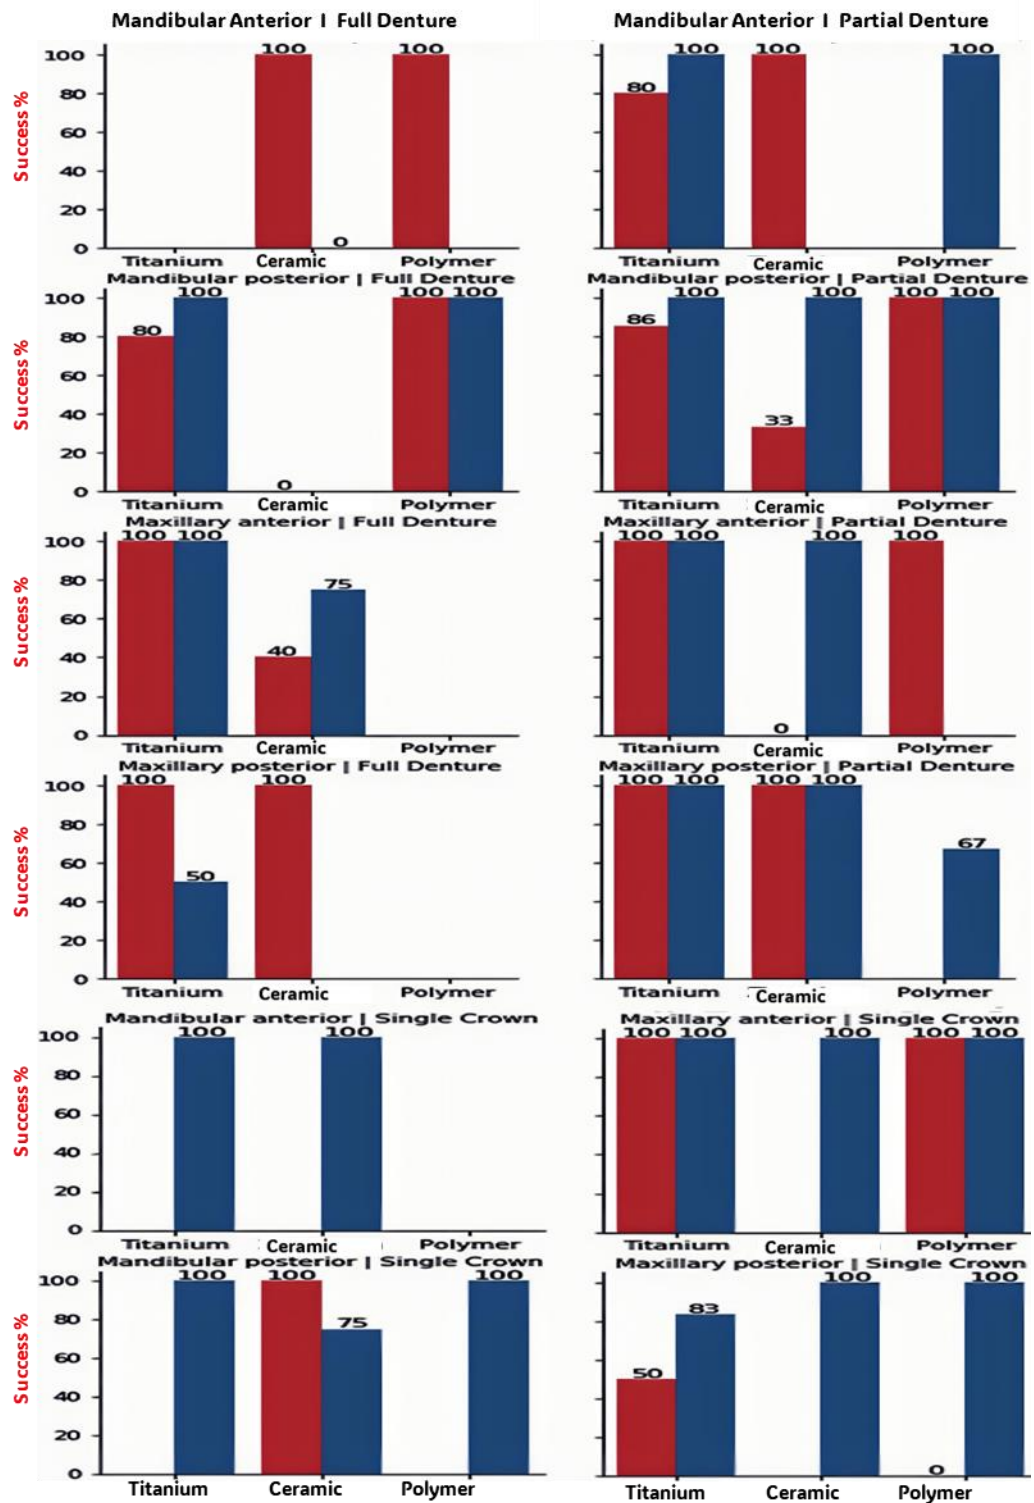 Mandibular Anterior I Full Denture
Success %
100
80
60
40
20
0
100
0
100
Titanium
Ceramic
Polymer
Mandibular Anterior I Partial Denture
80
100
100
100
Titanium
Ceramic
Polymer
Mandibular posterior | Full Denture
Success %
100
80
60
40
20
0
80
100
0
100
100
Titanium
Ceramic
Polymer
Mandibular posterior | Partial Denture
86
100
33
100
100
100
Titanium
Ceramic
Polymer
Maxillary anterior | Full Denture
Success %
100
80
60
40
20
0
100
100
40
75
Titanium
Ceramic
Polymer
Maxillary anterior | Partial Denture
100
100
0
100
100
Titanium
Ceramic
Polymer
Maxillary posterior | Full Denture
Success %
100
80
60
40
20
0
100
50
100
Titanium
Ceramic
Polymer
Maxillary posterior | Partial Denture
100
100
100
100
67
Titanium
Ceramic
Polymer
Mandibular anterior | Single Crown
Success %
100
80
60
40
20
0
100
100
Titanium
Ceramic
Polymer
Maxillary anterior | Single Crown
100
100
100
100
100
Titanium
Ceramic
Polymer
Mandibular posterior | Single Crown
Success %
100
80
60
40
20
0
100
100
75
100
Titanium
Ceramic
Polymer
Maxillary posterior | Single Crown
50
83
100
0
100
Titanium
Ceramic
Polymer